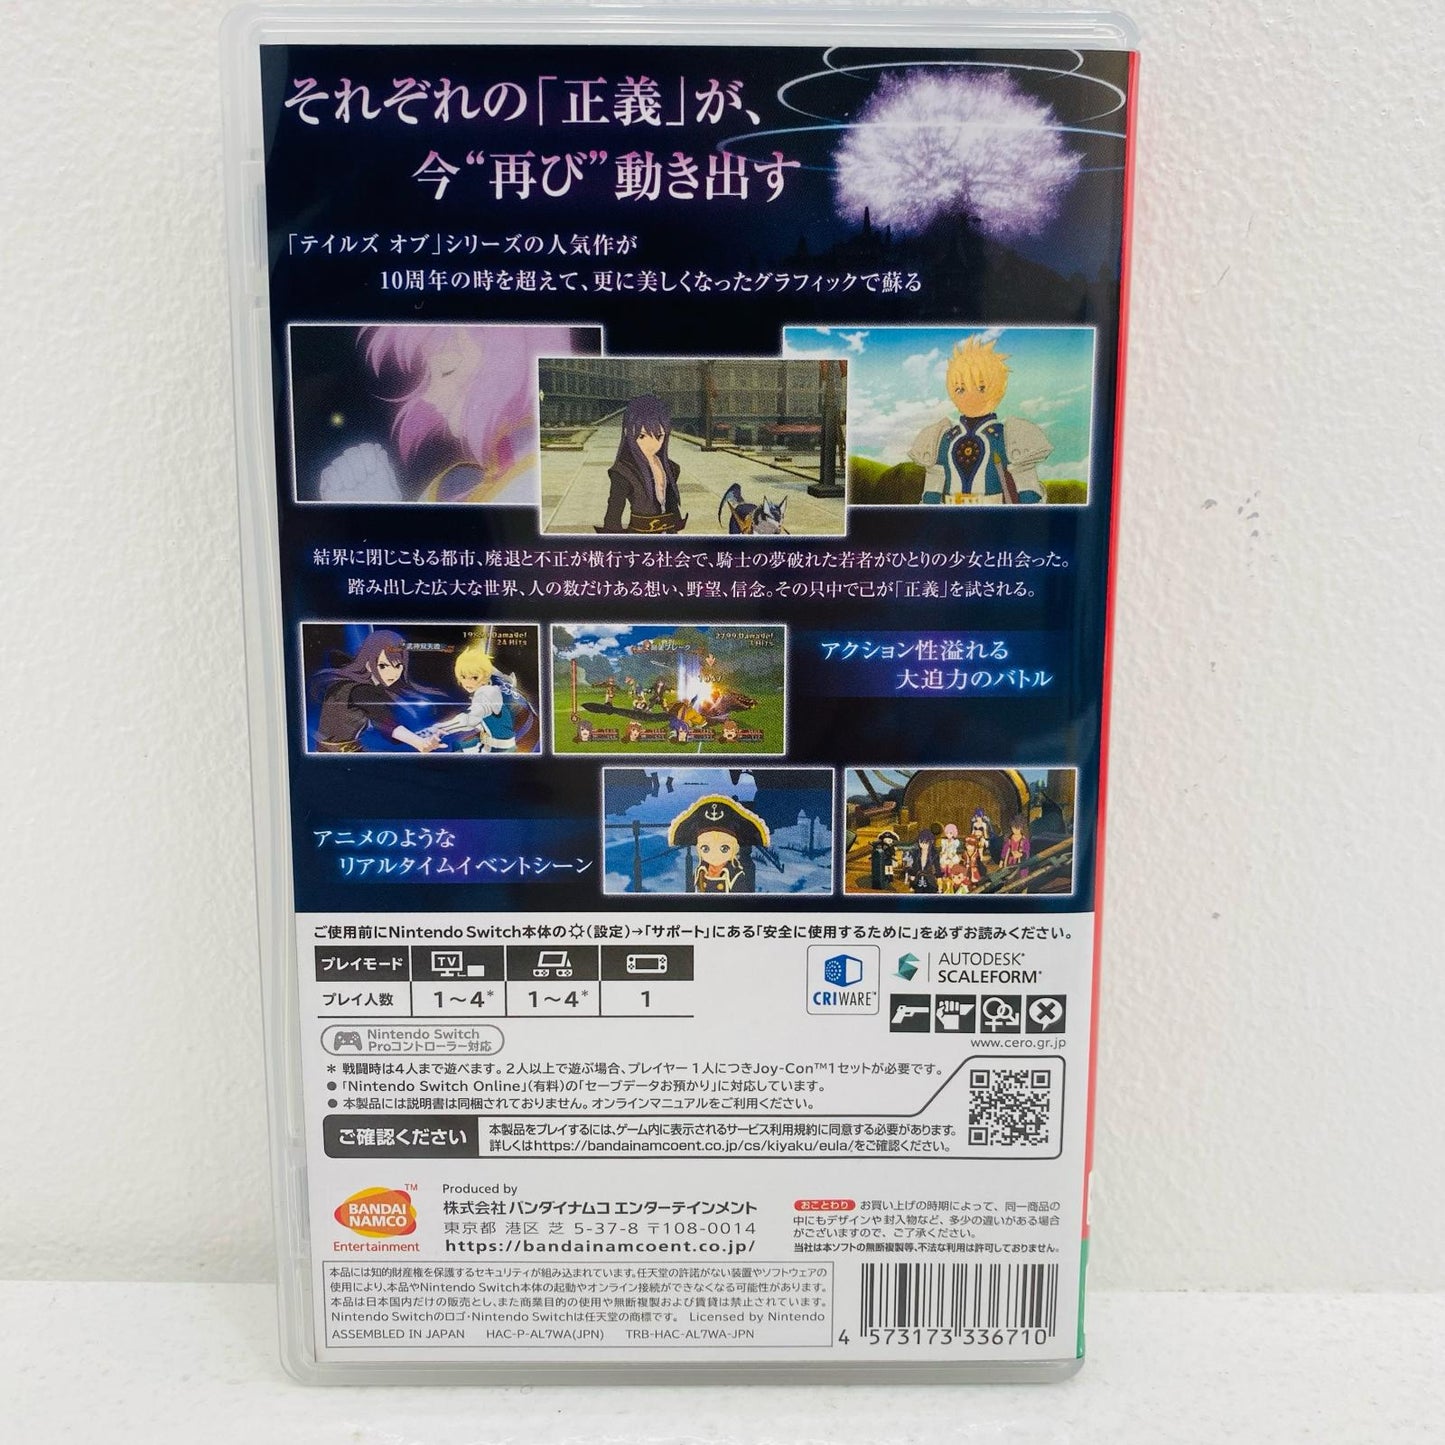 それぞれの「正義」が、
今“再び”動き出す
「テイルズ オブ」シリーズの人気作が
10周年の時を超えて、更に美しくなったグラフィックで蘇る
結界に閉じこもる都市、廃退と不正が横行する社会で、騎士の夢破れた若者がひとりの少女と出会った。
踏み出した広大な世界、人の数だけある想い、野望、信念。その只中で己が「正義」を試される。
Damage!
24 Hits
2799 Damage!
Hits
アクション性溢れる
大迫力のバトル
アニメのような
リアルタイムイベントシーン
ご使用前にNintendo Switch本体の(設定)→「サポート」にある「安全に使用するために」を必ずお読みください。
プレイモード TV
プレイ人数 1～4* 1～4* 1
CRIWARE™
AUTODESK®
SCALEFORM®
www.cero.gr.jp
Nintendo Switch
Proコントローラー対応
* 戦闘時は4人まで遊べます。2人以上で遊ぶ場合、プレイヤー1人につきJoy-Con™1セットが必要です。
● 「Nintendo Switch Online」(有料)の「セーブデータお預かり」に対応しています。
● 本製品には説明書は同梱されておりません。オンラインマニュアルをご利用ください。
ご確認ください
本製品をプレイするには、ゲーム内に表示されるサービス利用規約に同意する必要があります。
詳しくはhttps://bandainamcoent.co.jp/cs/kiyaku/eula/をご確認ください。
BANDAI
NAMCO
Entertainment
TM
Produced by
株式会社 バンダイナムコ エンターテインメント
東京都 港区 芝 5-37-8 〒108-0014
https://bandainamcoent.co.jp/
おことわり お買い上げの時期によって、同一商品の
中にもデザインや封入物など、多少の違いがある場合
がございますので、ご了承ください。
当社は本ソフトの無断複製等、不法な利用は許可しておりません。
本品には知的財産権を保護するセキュリティが組み込まれています。任天堂の許諾がない装置やソフトウェアの
使用により、本品やNintendo Switch本体の起動やオンライン接続ができなくなる可能性があります。
本品は日本国内だけの販売とし、また商業目的の使用や無断複製および賃貸は禁止されています。
Nintendo Switchのロゴ・Nintendo Switchは任天堂の商標です。 Licensed by Nintendo
ASSEMBLED IN JAPAN HAC-P-AL7WA(JPN) TRB-HAC-AL7WA-JPN
4 573173 336710